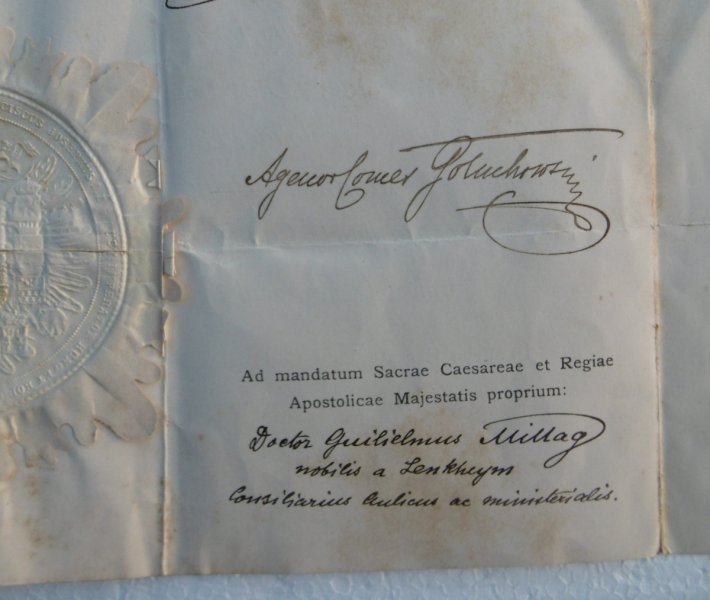 Agenor Comes Goluchowski
Ad mandatum Sacrae Caesareae et Regiae
Apostolicae Majestatis proprium:
Doctor Guilielmus Mittag
nobilis a Lenkheym
Consiliarius Aulicus ac ministerialis.